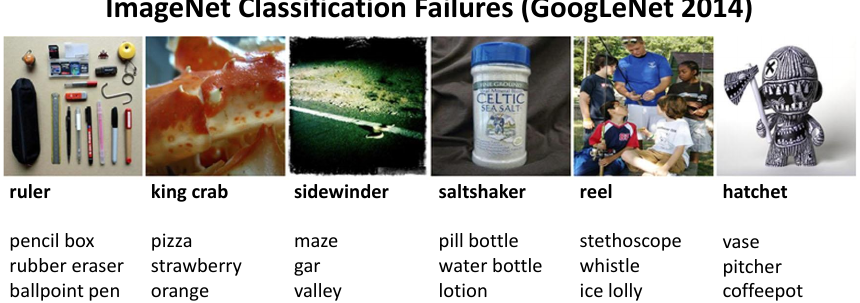 ImageNet Classification Failures (GoogLeNet 2014)
CELTIC
SEA SALT
ruler
pencil box
rubber eraser
ballpoint pen
king crab
pizza
strawberry
orange
sidewinder
maze
gar
valley
saltshaker
pill bottle
water bottle
lotion
reel
stethoscope
whistle
ice lolly
hatchet
vase
pitcher
coffeepot